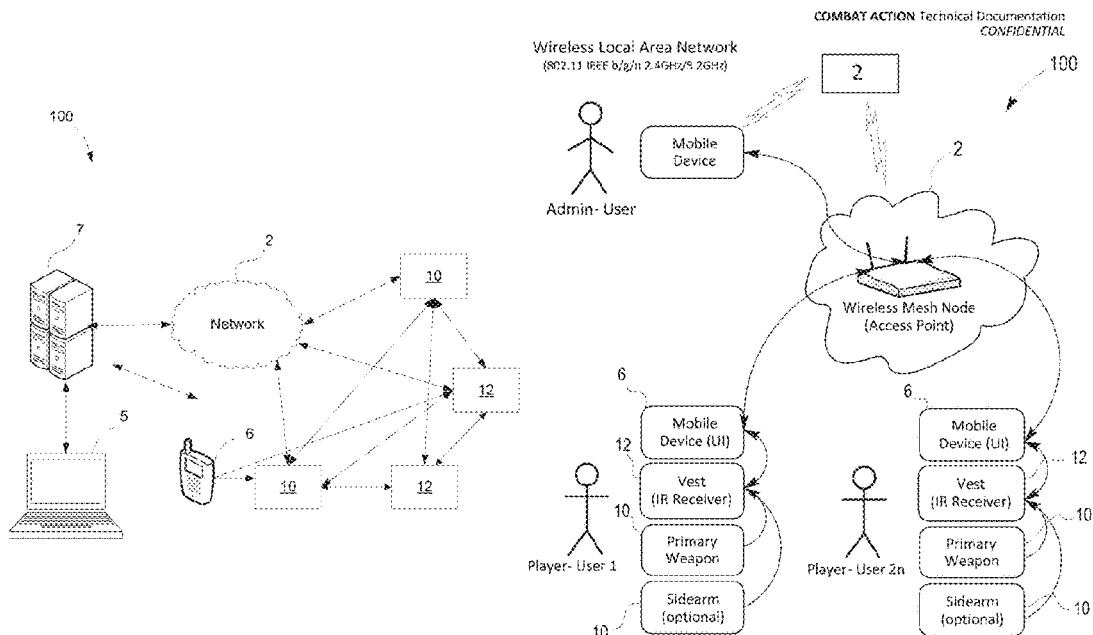 COMBAT ACTION Technical Documentation
CONFIDENTIAL
Wireless Local Area Network
(802.11 IEEF b/g/n 2.4GHz/5.2GHz)
2
100
Mobile
Device
Admin- User
2
Wireless Mesh Node
(Access Point)
100
7
2
10
Network
12
5
6
10
12
6
Mobile
Device (UI)
12
Vest
(IR Receiver)
10
Primary
Weapon
Player- User 1
Sidearm
(optional)
10
6
Mobile
Device (UI)
12
Vest
(IR Receiver)
10
Primary
Weapon
Player- User 2n
Sidearm
(optional)
10